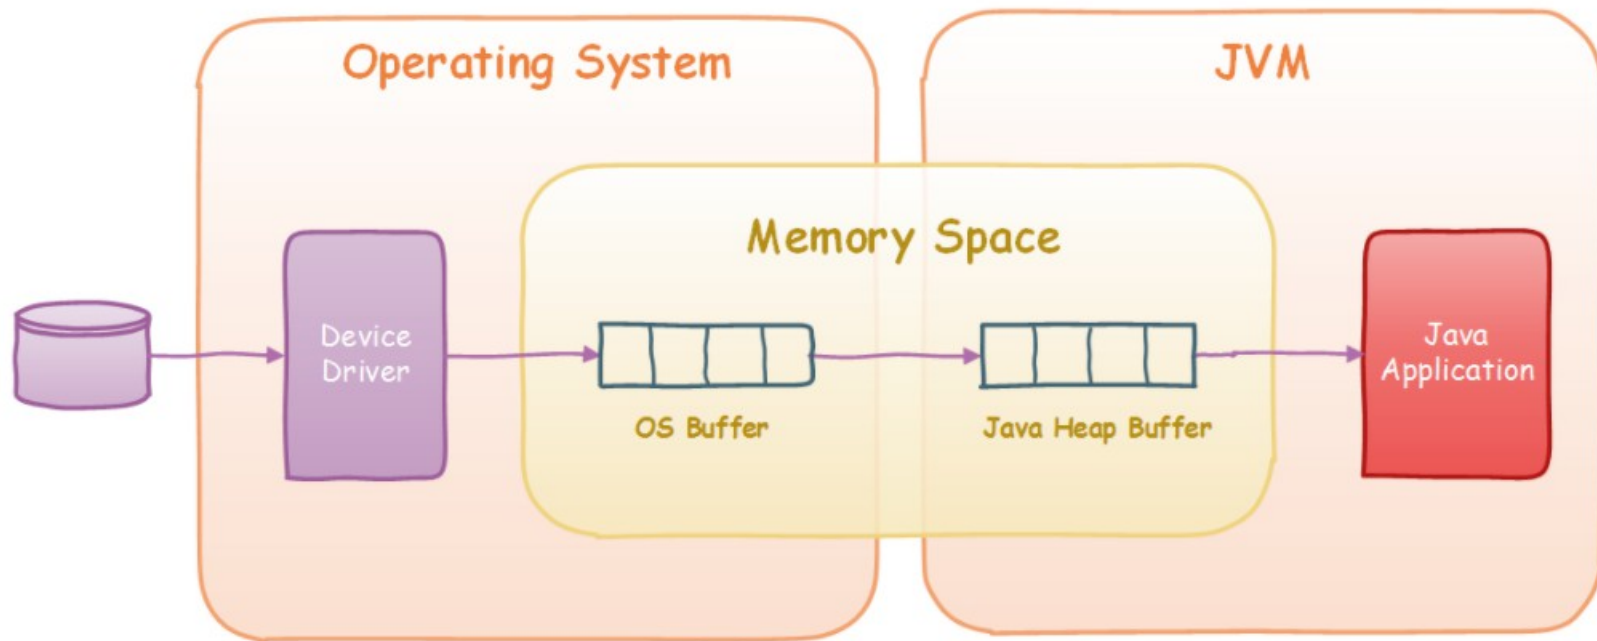 Operating System
JVM
Memory Space
Device
Driver
OS Buffer
Java Heap Buffer
Java
Application